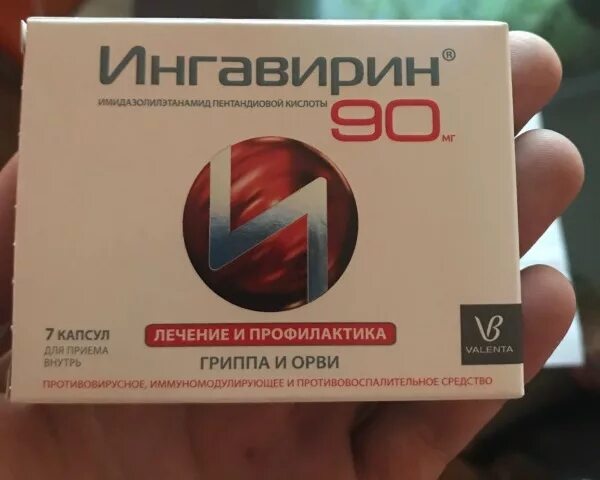 Ингавирин®
ИМИДАЗОЛИЛЭТАНАМИД ПЕНТАНДИОВОЙ КИСЛОТЫ
90 мг
И
7 КАПСУЛ
ДЛЯ ПРИЕМА
ВНУТРЬ
ЛЕЧЕНИЕ И ПРОФИЛАКТИКА
ГРИППА И ОРВИ
VB
VALENTA
ПРОТИВОВИРУСНОЕ, ИММУНОМОДУЛИРУЮЩЕЕ И ПРОТИВОВОСПАЛИТЕЛЬНОЕ СРЕДСТВО